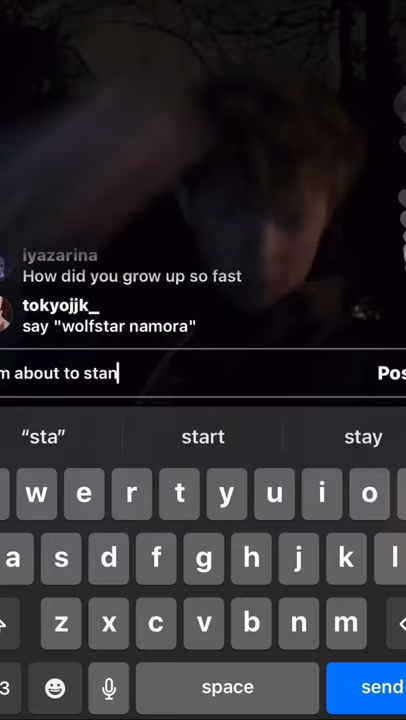 iyazarina
How did you grow up so fast
tokyojjk_
say "wolfstar namora"
m about to stan
Pos
“sta”
start
stay
w e r t y u i o
a s d f g h j k l
z x c v b n m
3
space
send